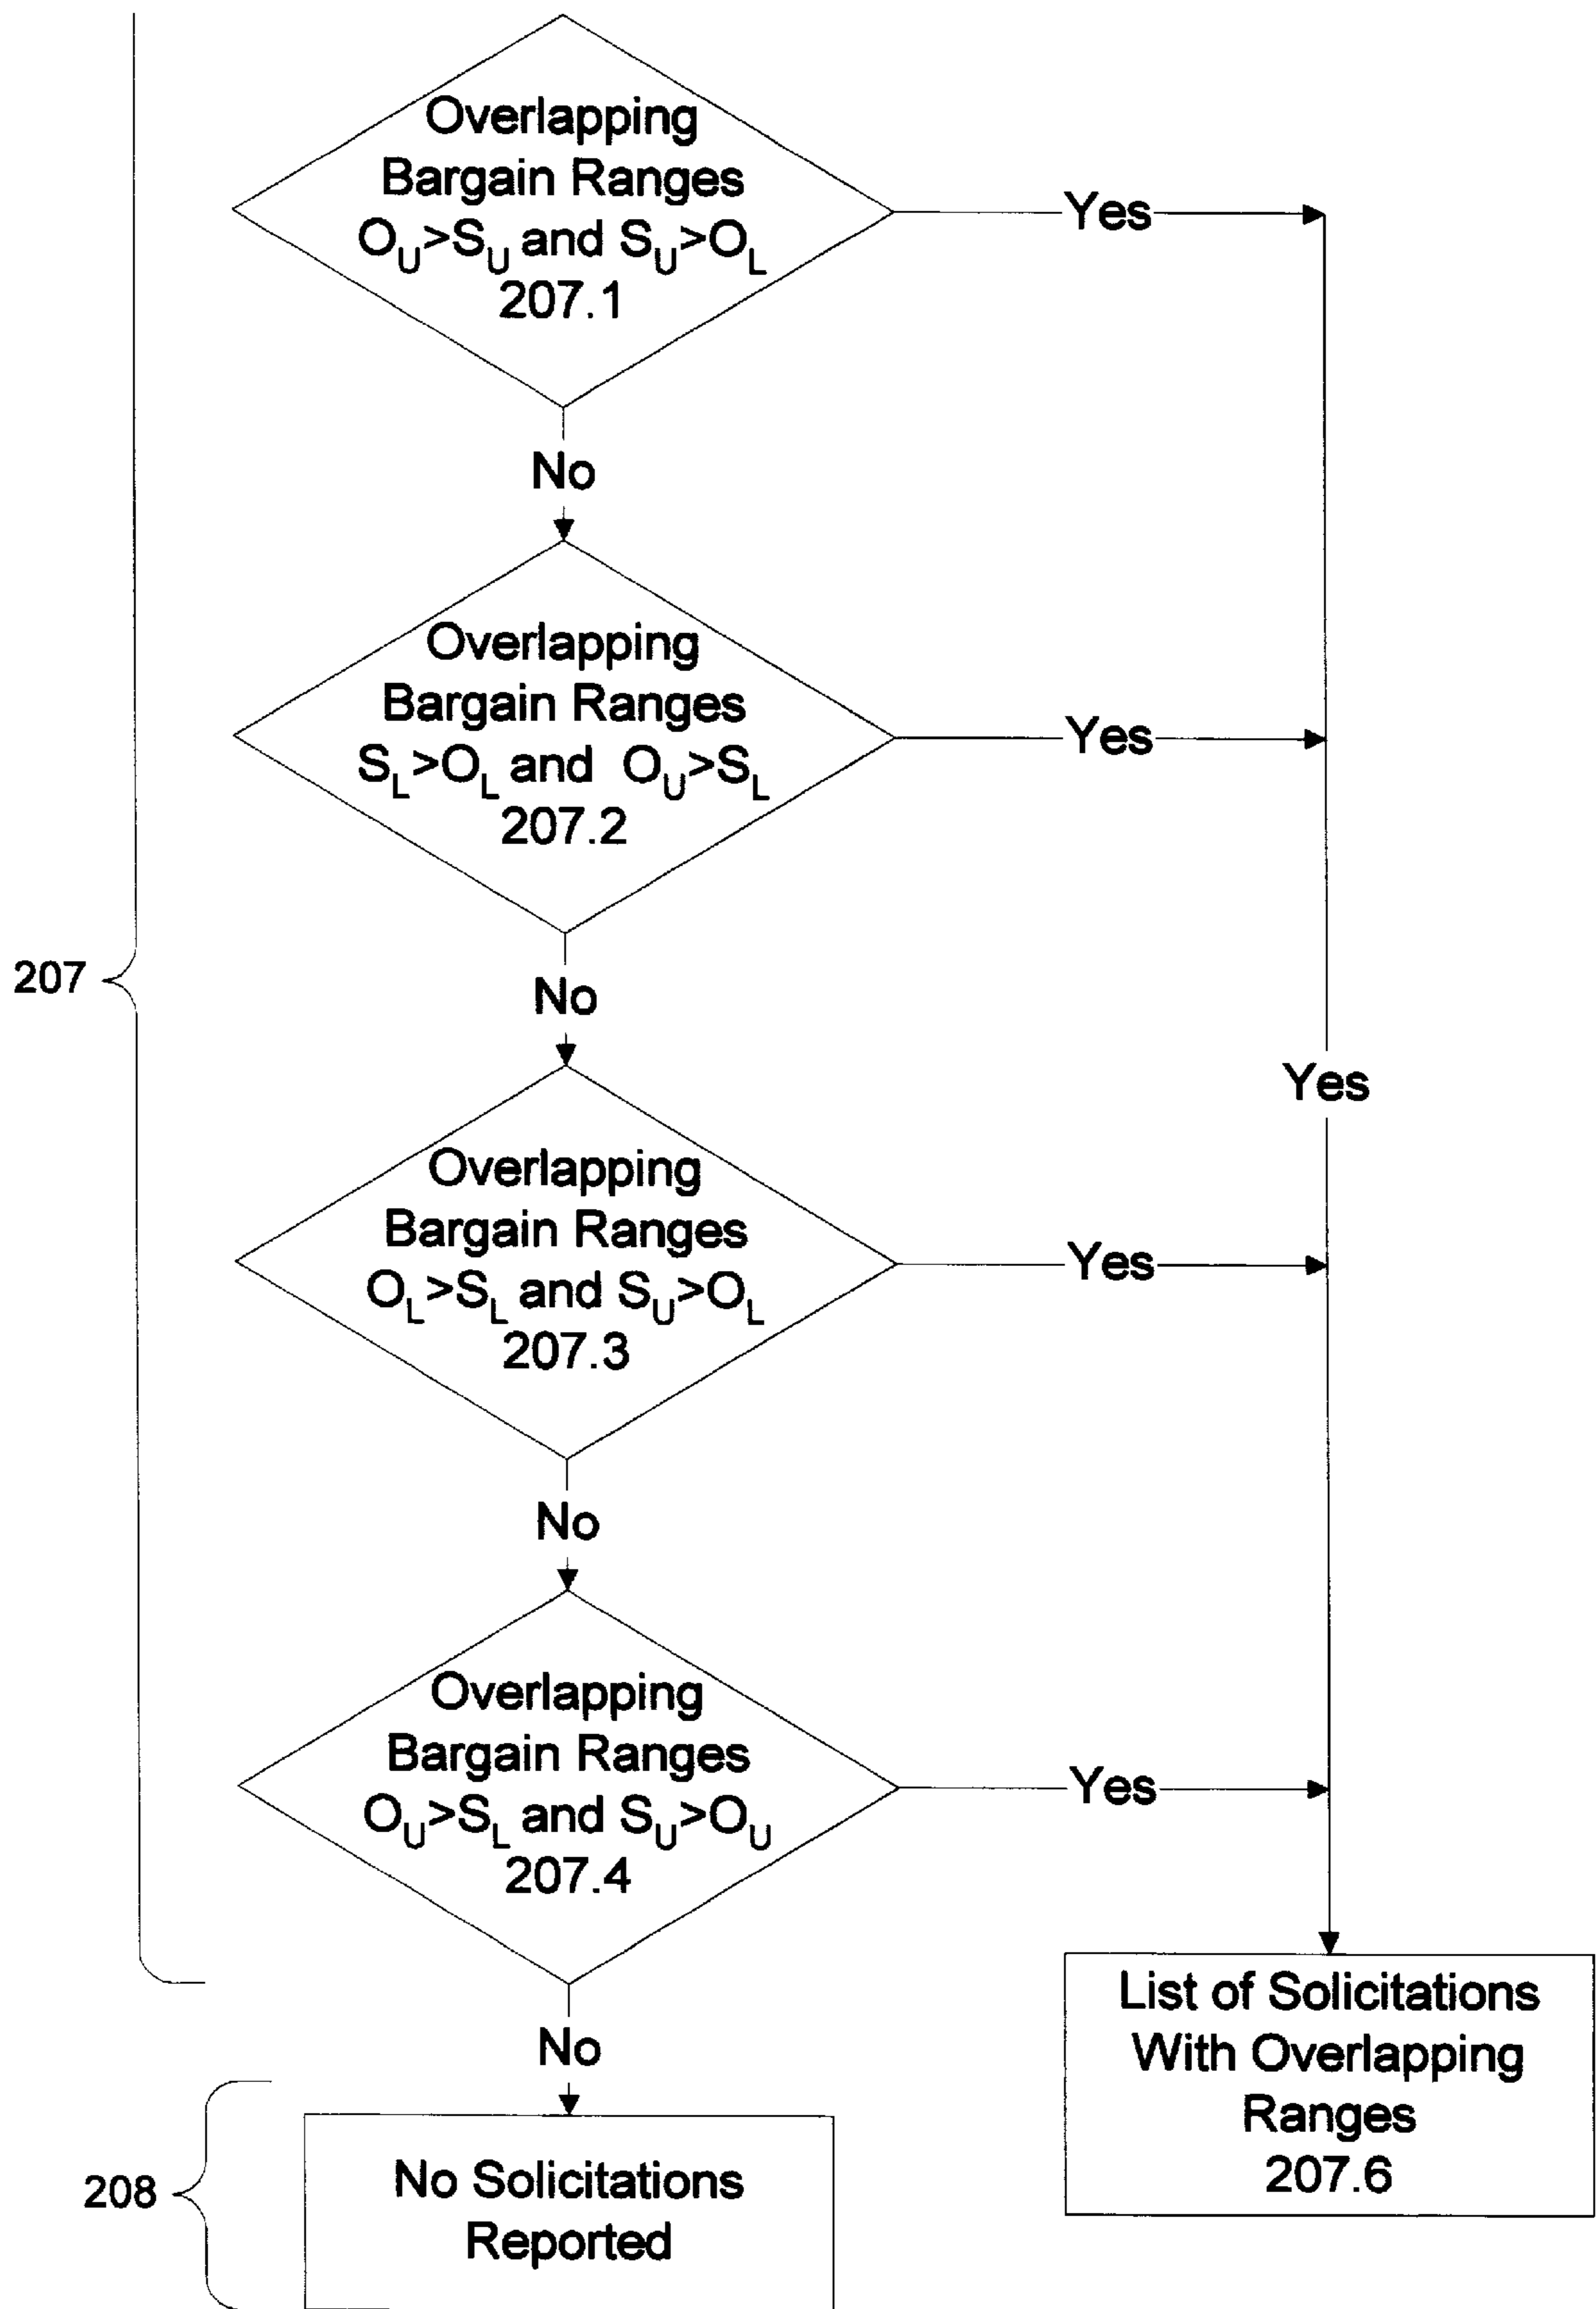 Overlapping
Bargain Ranges
O_U>S_U and S_U>O_L
207.1
Yes
No
Overlapping
Bargain Ranges
S_L>O_L and O_U>S_L
207.2
Yes
207
No
Yes
Overlapping
Bargain Ranges
O_L>S_L and S_U>O_L
207.3
Yes
No
Overlapping
Bargain Ranges
O_U>S_L and S_U>O_U
207.4
Yes
No
List of Solicitations
With Overlapping
Ranges
207.6
208
No Solicitations
Reported